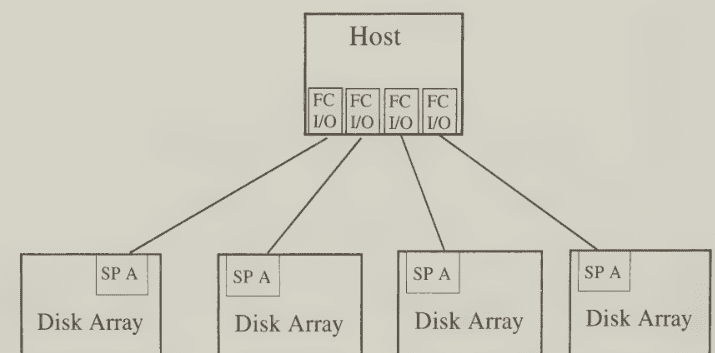 Host
FC FC FC FC
I/O I/O I/O I/O
SP A SP A SP A SP A
Disk Array Disk Array Disk Array Disk Array